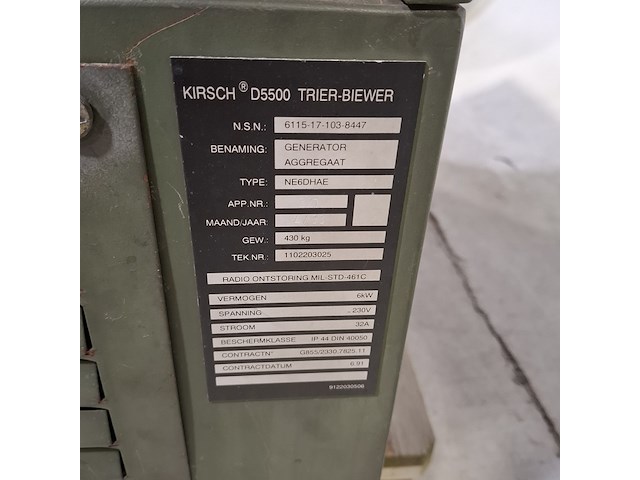 KIRSCH® D5500 TRIER-BIEWER
N.S.N.: 6115-17-103-8447
BENAMING: GENERATOR
AGGREGAAT
TYPE: NE6DHAE
APP.NR.:
MAAND/JAAR:
GEW.: 430 kg
TEK.NR.: 1102203025
RADIO ONTSTORING MIL-STD-461C
VERMOGEN 6kW
SPANNING 230V
STROOM 32A
BESCHERMKLASSE IP 44 DIN 40050
CONTRACTN° G855/2330.7825.11
CONTRACTDATUM 6.91
9122030506